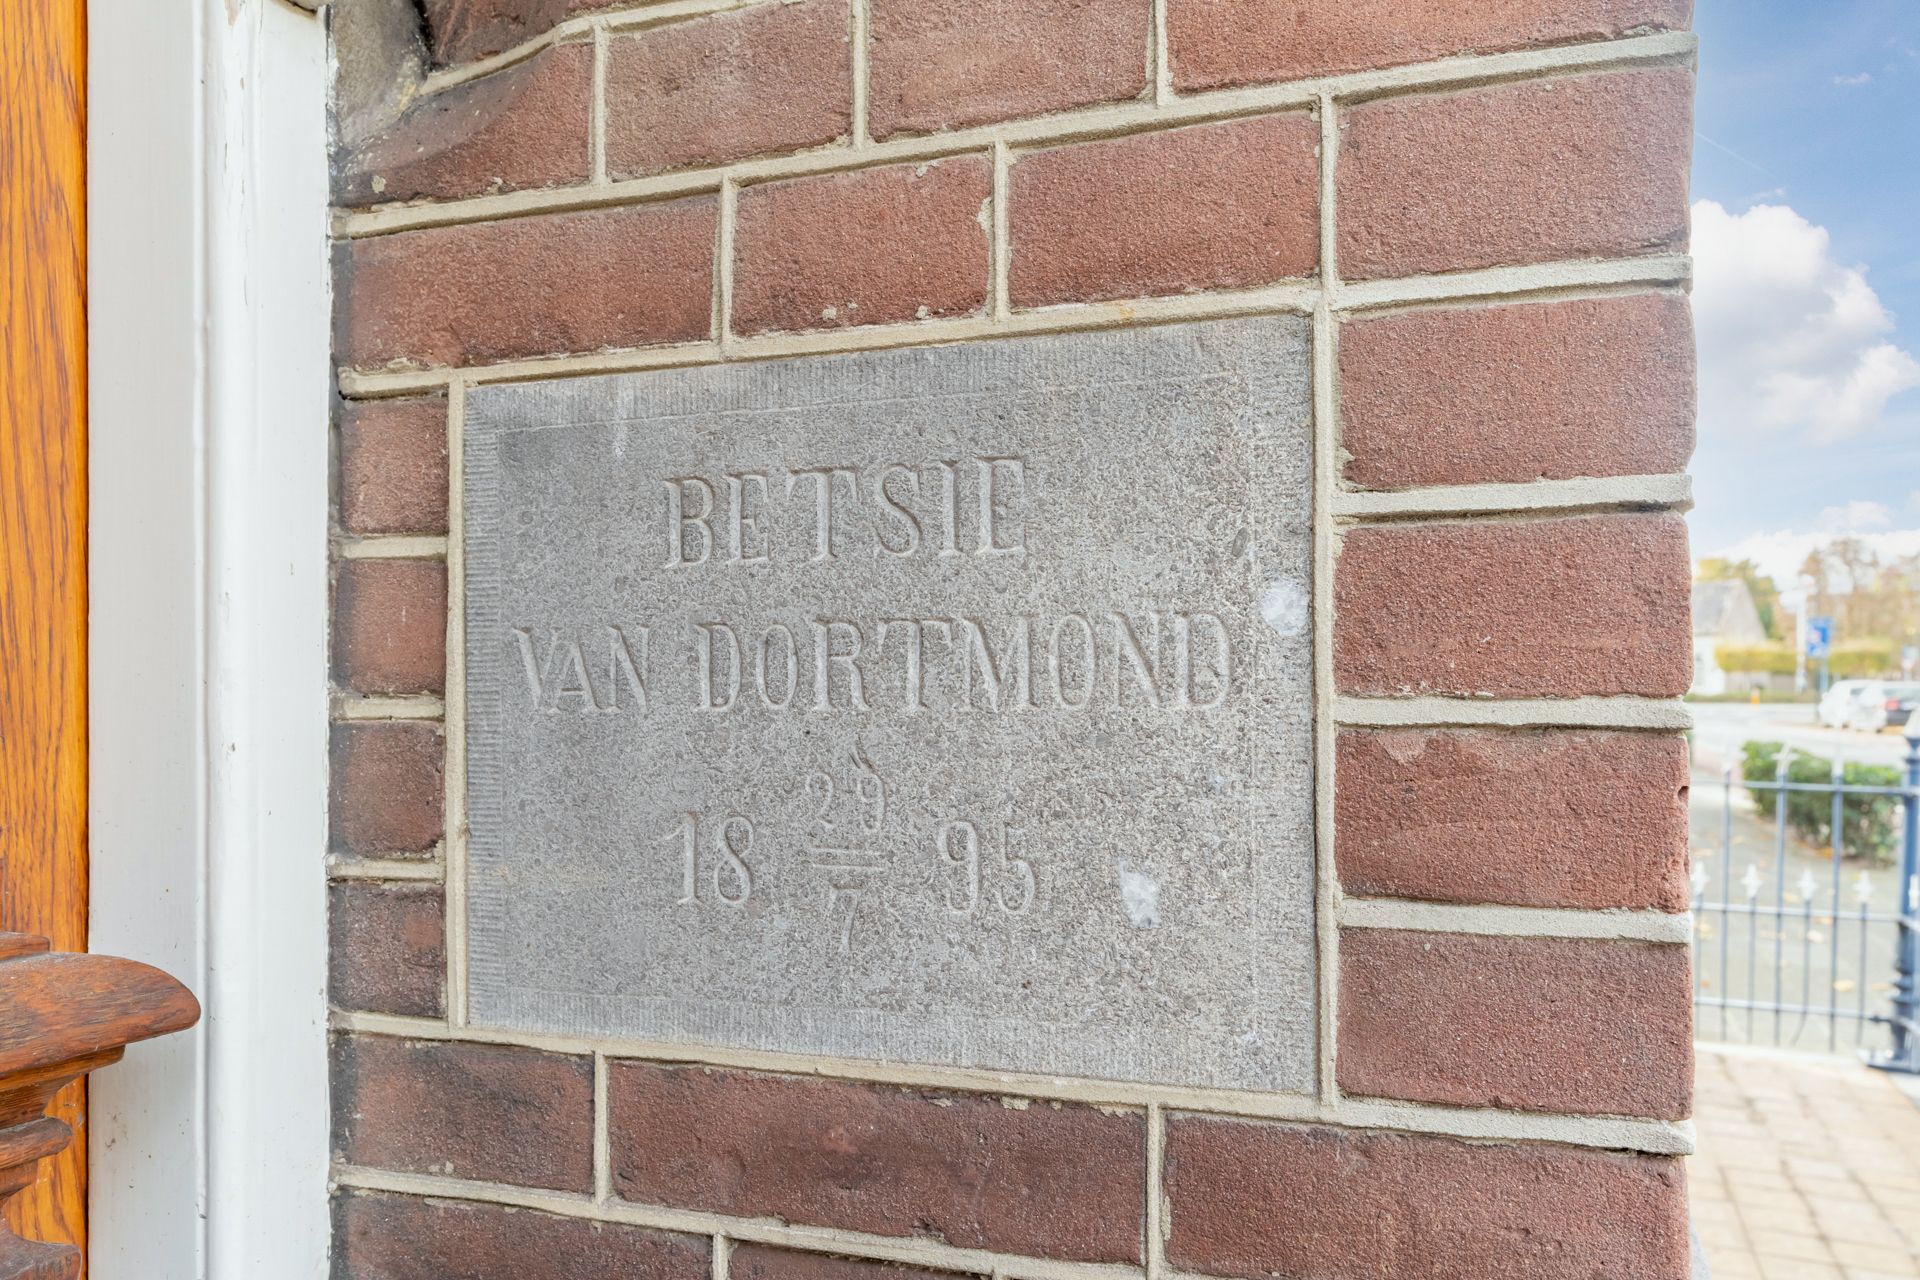 BETSIE
VAN DORTMOND
18 29/7 95